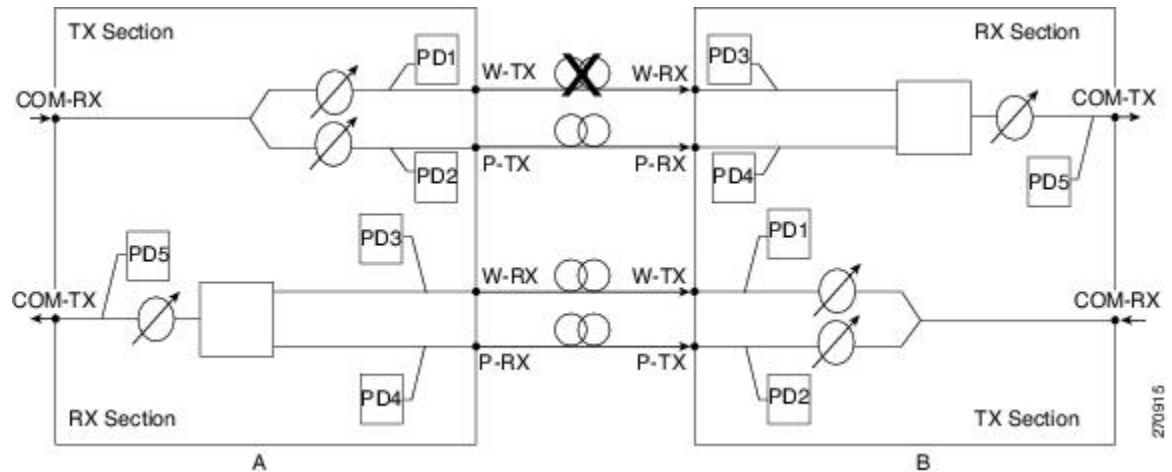 TX Section
RX Section
PD1
W-TX
W-RX
PD3
COM-RX
COM-TX
P-TX
P-RX
PD2
PD4
PD5
PD3
PD1
PD5
W-RX
W-TX
COM-TX
COM-RX
P-RX
P-TX
PD4
PD2
RX Section
TX Section
A
B
270915